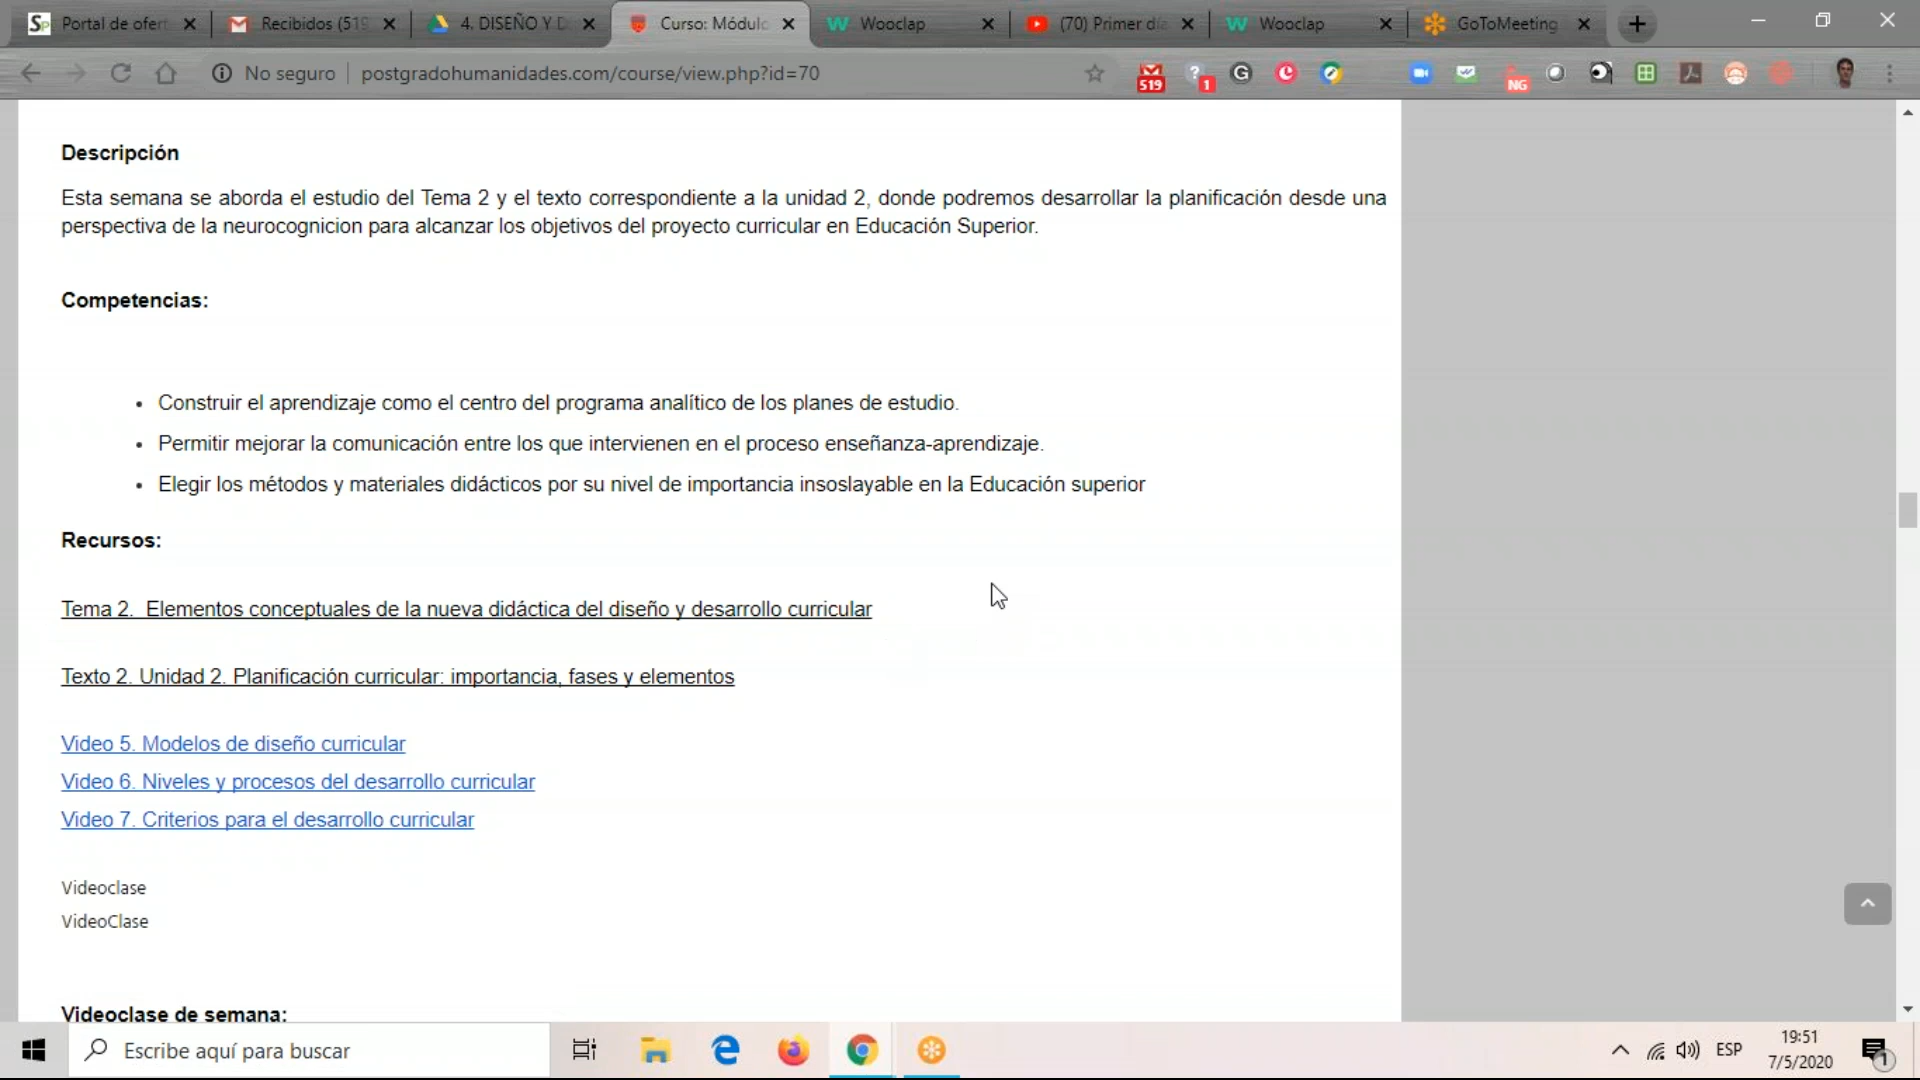 Portal de ofer
Recibidos (519
4. DISEÑO Y D
Curso: Módulo
Wooclap
(70) Primer día
Wooclap
GoToMeeting
No seguro
postgradohumanidades.com/course/view.php?id=70
519
1
NG
Descripción
Esta semana se aborda el estudio del Tema 2 y el texto correspondiente a la unidad 2, donde podremos desarrollar la planificación desde una
perspectiva de la neurocognicion para alcanzar los objetivos del proyecto curricular en Educación Superior.
Competencias:
• Construir el aprendizaje como el centro del programa analítico de los planes de estudio.
• Permitir mejorar la comunicación entre los que intervienen en el proceso enseñanza-aprendizaje.
• Elegir los métodos y materiales didácticos por su nivel de importancia insoslayable en la Educación superior
Recursos:
Tema 2.  Elementos conceptuales de la nueva didáctica del diseño y desarrollo curricular
Texto 2. Unidad 2. Planificación curricular: importancia, fases y elementos
Video 5. Modelos de diseño curricular
Video 6. Niveles y procesos del desarrollo curricular
Video 7. Criterios para el desarrollo curricular
Videoclase
VideoClase
Videoclase de semana:
Escribe aquí para buscar
ESP
19:51
7/5/2020
1